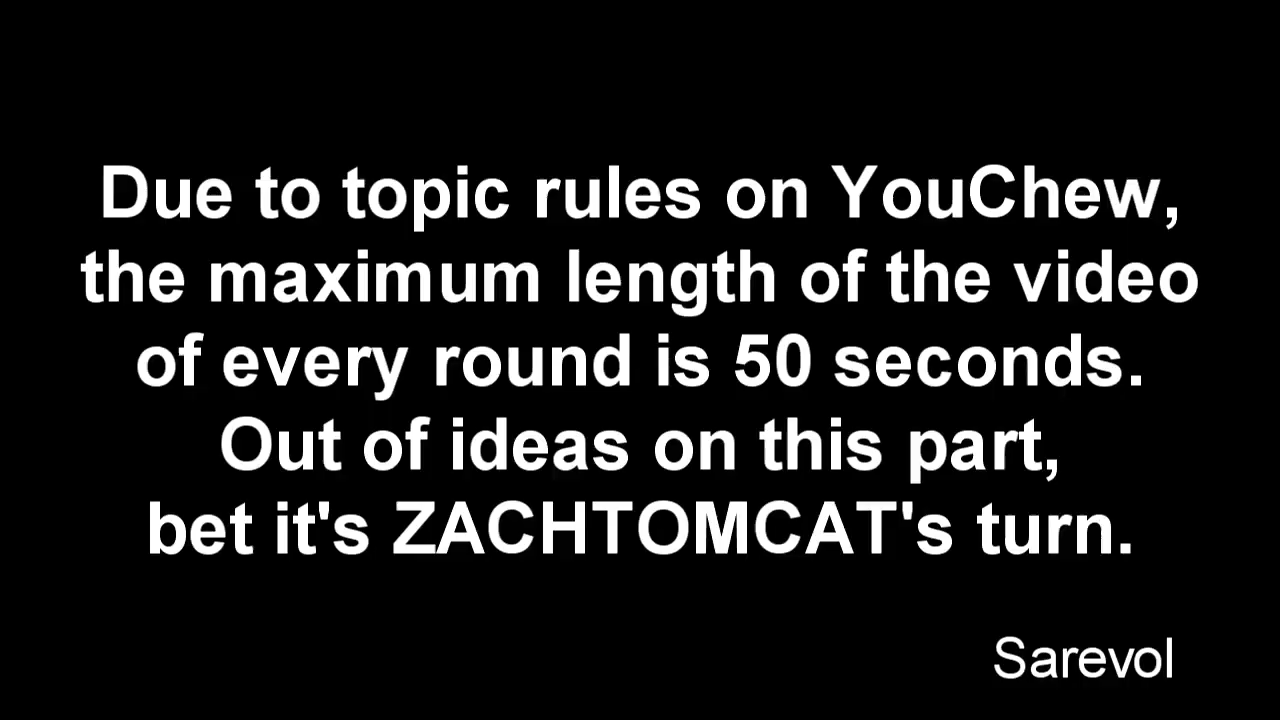 Due to topic rules on YouChew,
the maximum length of the video
of every round is 50 seconds.
Out of ideas on this part,
bet it's ZACHTOMCAT's turn.
Sarevol